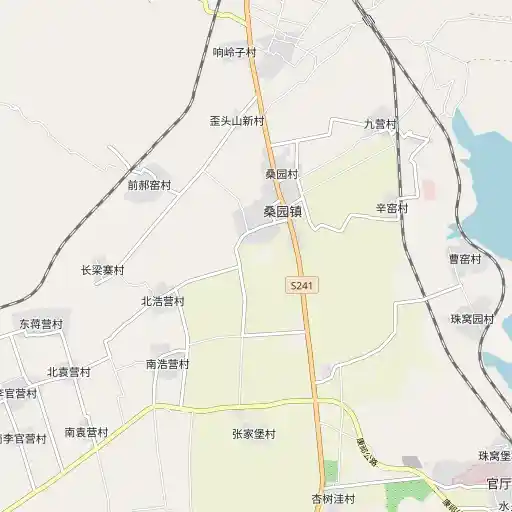 响岭子村
歪头山新村
九营村
桑园村
前郝窑村
桑园镇
辛窑村
长梁寨村
曹窑村
S241
北浩营村
珠窝园村
东蒋营村
南浩营村
北袁营村
李官营村
南袁营村
南李官营村
张家堡村
康祁公路
珠窝堡
官厅
杏树洼村
康祁
水